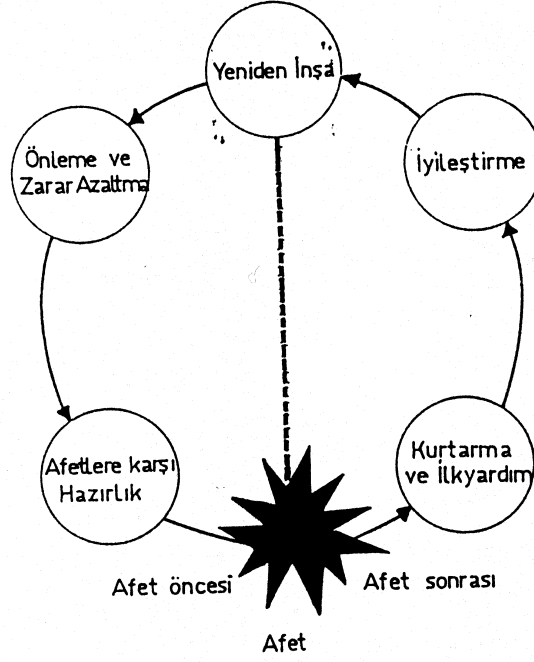 Yeniden İnşa
Önleme ve
Zarar Azaltma
İyileştirme
Afetlere karşı
Hazırlık
Kurtarma
ve İlkyardım
Afet öncesi
Afet sonrası
Afet